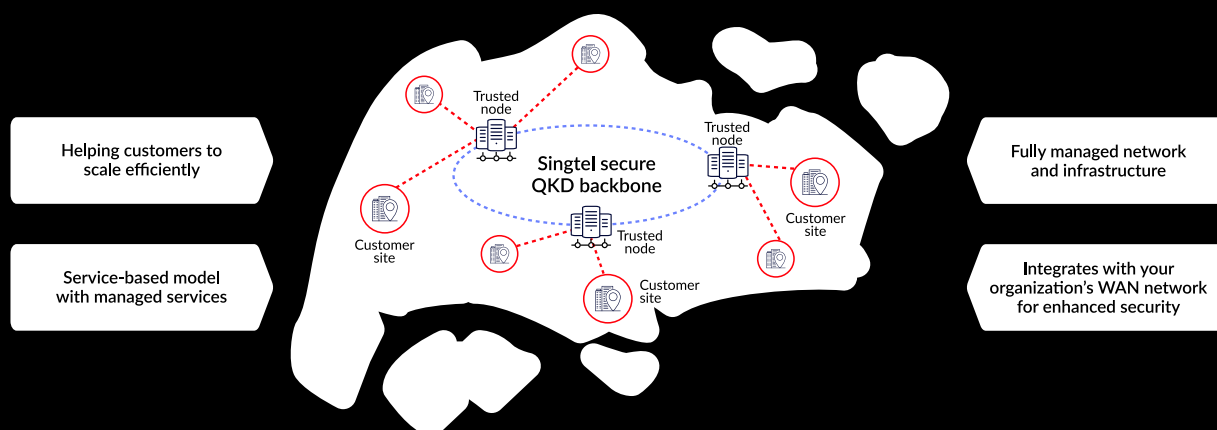 Helping customers to
scale efficiently
Service-based model
with managed services
Trusted
node
Trusted
node
Singtel secure
QKD backbone
Trusted
node
Customer
site
Customer
site
Customer
site
Fully managed network
and infrastructure
Integrates with your
organization's WAN network
for enhanced security